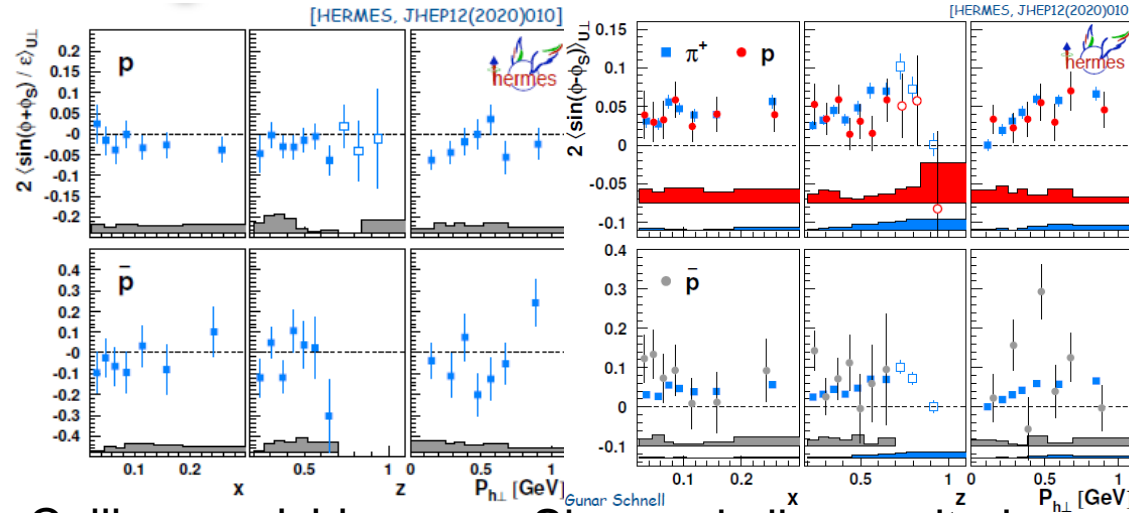 [HERMES, JHEP12(2020)010]
2 ⟨sin(ϕ+ϕS) / ε⟩U⊥
0.2
0.15
0.1
0.05
-0
-0.05
-0.1
-0.15
-0.2
p
hermes
0.4
0.3
0.2
0.1
-0
-0.1
-0.2
-0.3
-0.4
p̄
0.1 0.2
x
0.5 1
z
0 0.5 1
Ph⊥ [GeV]
[HERMES, JHEP12(2020)010
2 ⟨sin(ϕ-ϕS)⟩U⊥
0.15
0.1
0.05
0
-0.05
-0.1
π+ p
hermes
0.4
0.3
0.2
0.1
0
-0.1
p̄
0.1 0.2
x
0.5 1
z
0 0.5 1
Ph⊥ [GeV]
Gunar Schnell